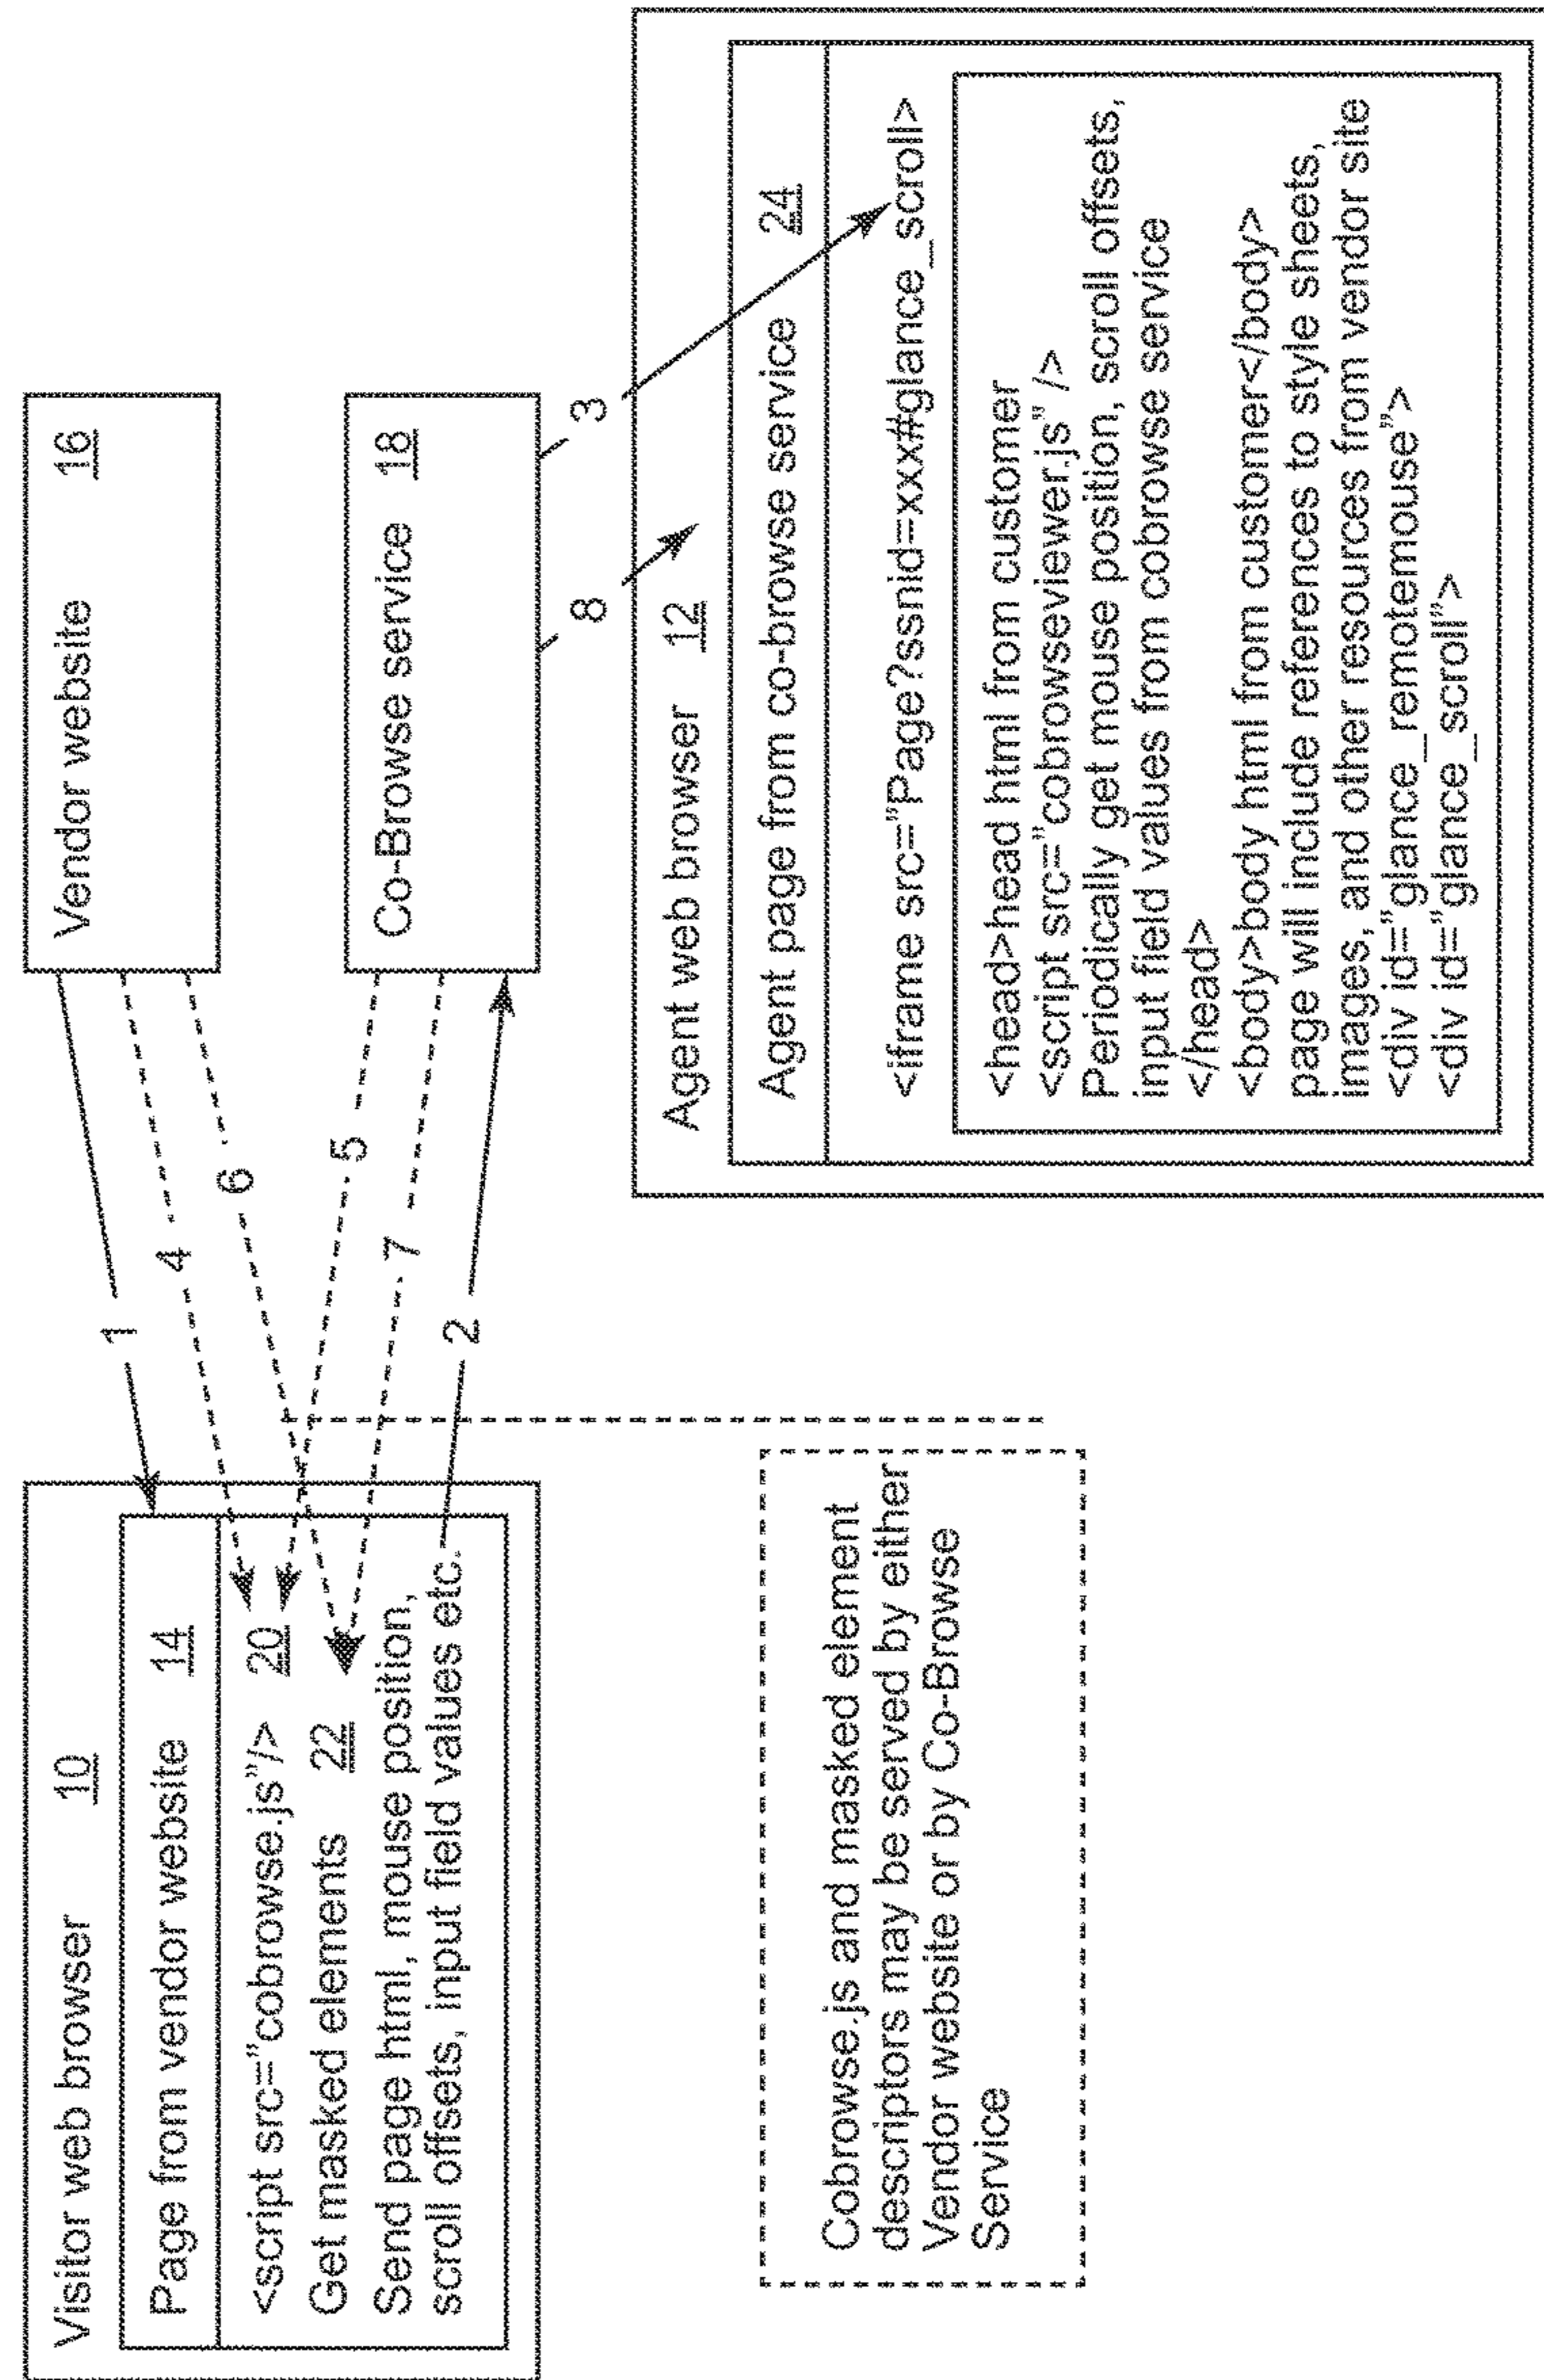 Visitor web browser 10
Page from vendor website 14
<script src="cobrowse.js"/> 20
Get masked elements 22
Send page html, mouse position,
scroll offsets, input field values etc.
1
4
6
5
7
2
Vendor website 16
Co-Browse service 18
8
3
Cobrowse.js and masked element
descriptors may be served by either
Vendor website or by Co-Browse
Service
Agent web browser 12
Agent page from co-browse service 24
<iframe src="Page?ssnid=xxx#glance_scroll>
<head>head html from customer
<script src="cobrowseviewer.js" />
Periodically get mouse position, scroll offsets,
input field values from cobrowse service
</head>
<body>body html from customer</body>
page will include references to style sheets,
images, and other resources from vendor site
<div id="glance_remotemouse">
<div id="glance_scroll">